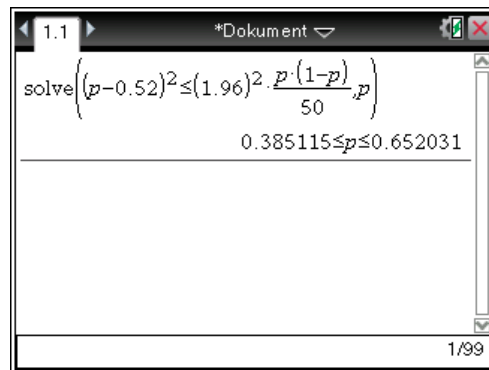 1.1 *Dokument
solve((p-0.52)²≤(1.96)²·p·(1-p)/50,p)
0.385115≤p≤0.652031
1/99